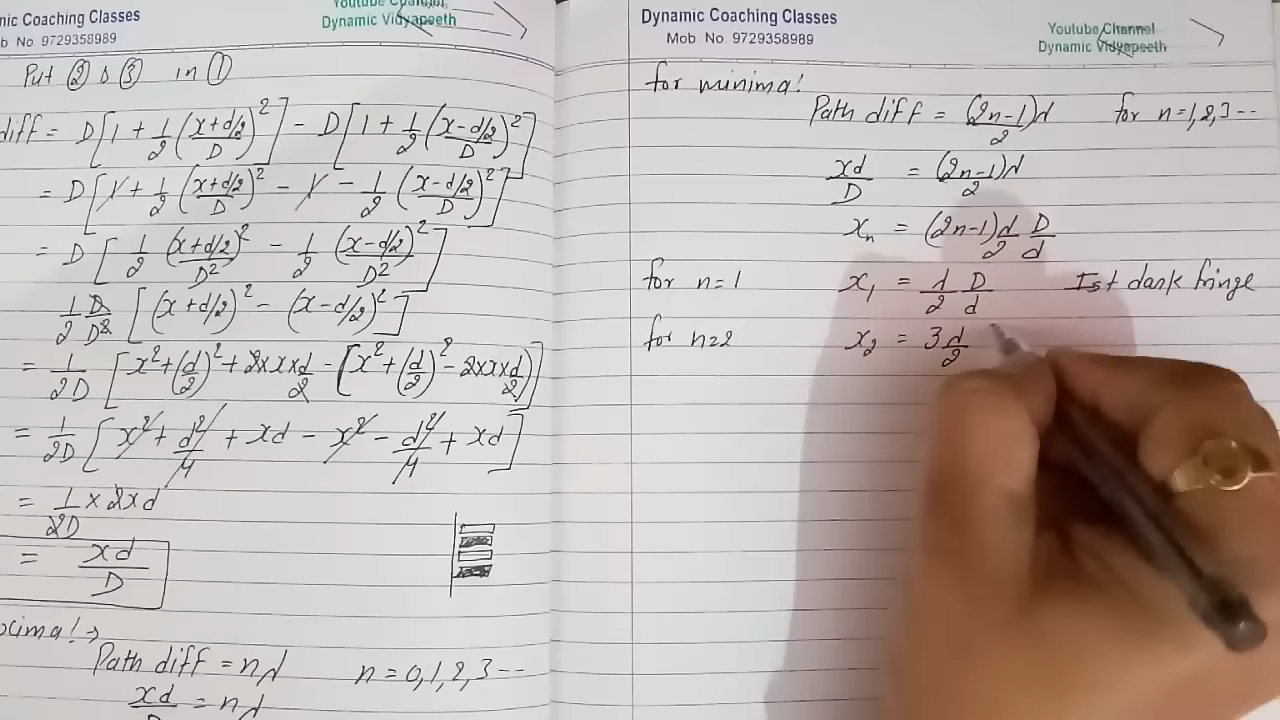 nic Coaching Classes
b No. 9729358989
Youtube Channel
Dynamic Vidyapeeth
Put ② & ③ in ①
diff = D[1 + 1/2 ((x+d/2)/D)²] - D[1 + 1/2 ((x-d/2)/D)²]
= D[1 + 1/2 ((x+d/2)/D)² - 1 - 1/2 ((x-d/2)/D)²]
= D[1/2 (x+d/2)²/D² - 1/2 (x-d/2)²/D²]
1/2 D/D² [(x+d/2)² - (x-d/2)²]
= 1/2D [x²+(d/2)²+2×x×d/2 - [x²+(d/2)²-2×x×d/2)]
= 1/2D [x² + d²/4 + xd - x² - d²/4 + xd]
= 1/2D × 2xd
= xd/D
xima! →
Path diff = nλ n = 0,1,2,3--
xd = nλ
Dynamic Coaching Classes
Mob No. 9729358989
Youtube Channel
Dynamic Vidyapeeth
for minima!
Path diff = (2n-1)λ/2 for n=1,2,3--
xd/D = (2n-1)λ/2
xₙ = (2n-1)λ/2 D/d
for n=1 x₁ = λ/2 D/d Ist dark fringe
for n=2 x₂ = 3λ/2